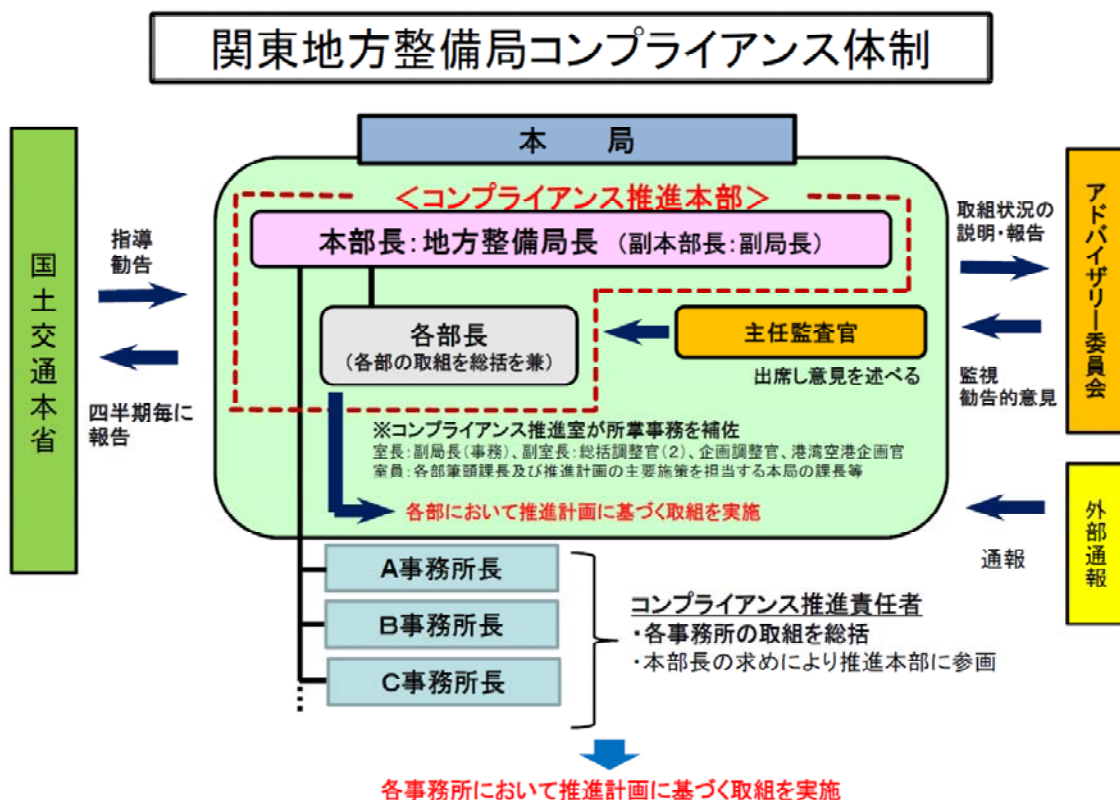 関東地方整備局コンプライアンス体制
本 局
<コンプライアンス推進本部>
本部長:地方整備局長 (副本部長:副局長)
各部長
(各部の取組を総括を兼)
主任監査官
出席し意見を述べる
※コンプライアンス推進室が所掌事務を補佐
室長:副局長(事務)、副室長:総括調整官(2)、企画調整官、港湾空港企画官
室員:各部筆頭課長及び推進計画の主要施策を担当する本局の課長等
各部において推進計画に基づく取組を実施
国土交通本省
指導
勧告
四半期毎に
報告
アドバイザリー委員会
取組状況の
説明・報告
監視
勧告的意見
外部通報
通報
A事務所長
B事務所長
C事務所長
コンプライアンス推進責任者
・各事務所の取組を総括
・本部長の求めにより推進本部に参画
各事務所において推進計画に基づく取組を実施